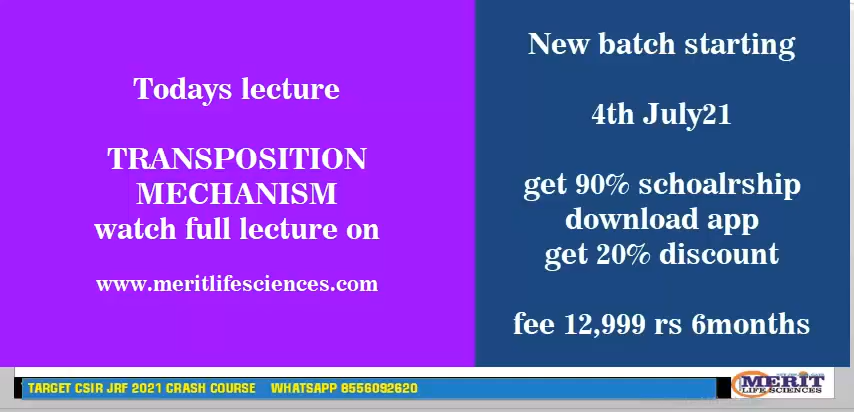 Todays lecture
TRANSPOSITION
MECHANISM
watch full lecture on
www.meritlifesciences.com
New batch starting
4th July21
get 90% schoalrship
download app
get 20% discount
fee 12,999 rs 6months
TARGET CSIR JRF 2021 CRASH COURSE WHATSAPP 8556092620
MERIT
LIFE SCIENCES